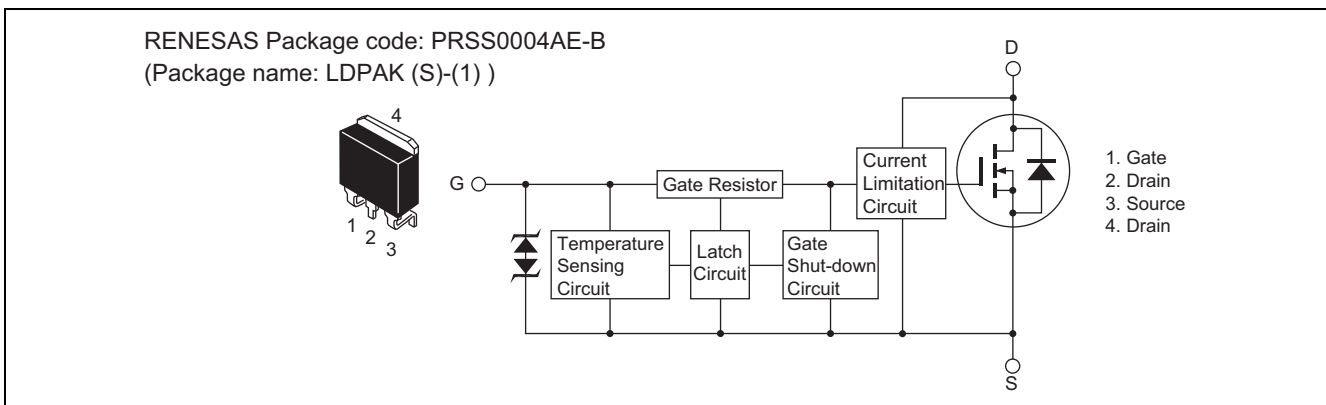 RENESAS Package code: PRSS0004AE-B
(Package name: LDPAK (S)-(1) )
4
1
2
3
D
G
Gate Resistor
Current
Limitation
Circuit
Temperature
Sensing
Circuit
Latch
Circuit
Gate
Shut-down
Circuit
S
1. Gate
2. Drain
3. Source
4. Drain